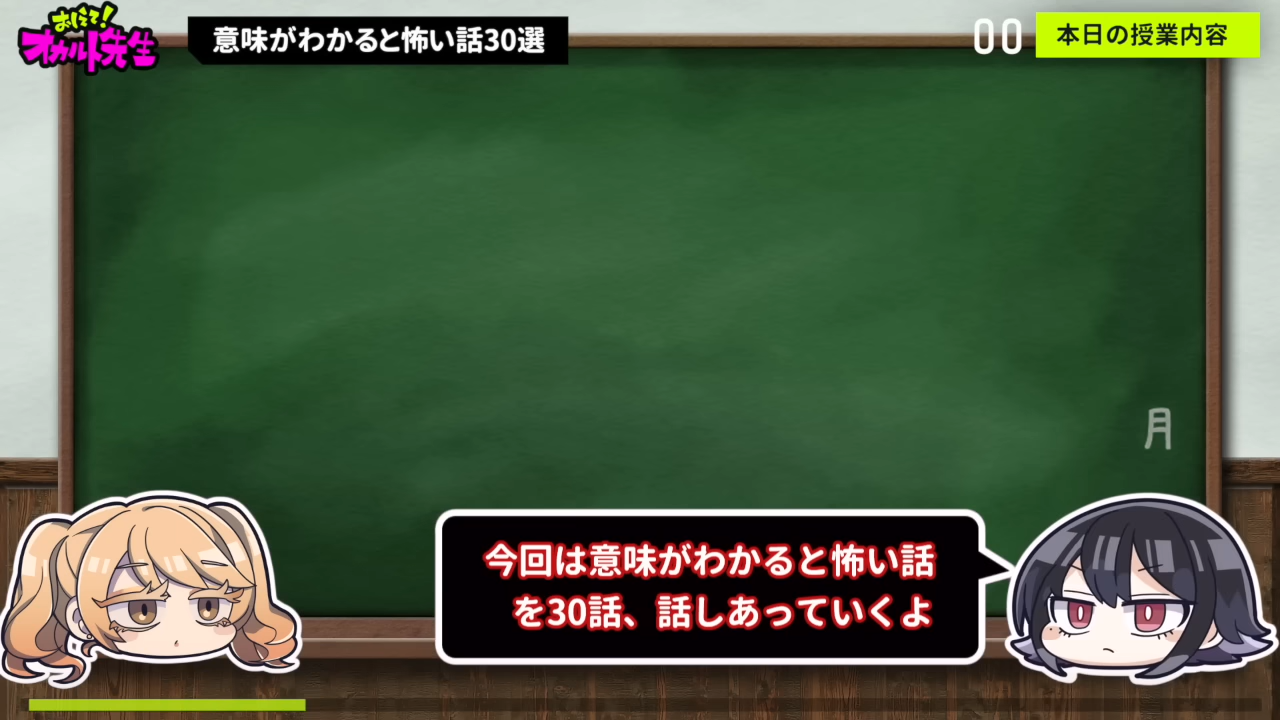 おしえて!
オカルト先生
意味がわかると怖い話30選
00
本日の授業内容
月
今回は意味がわかると怖い話
を30話、話しあっていくよ